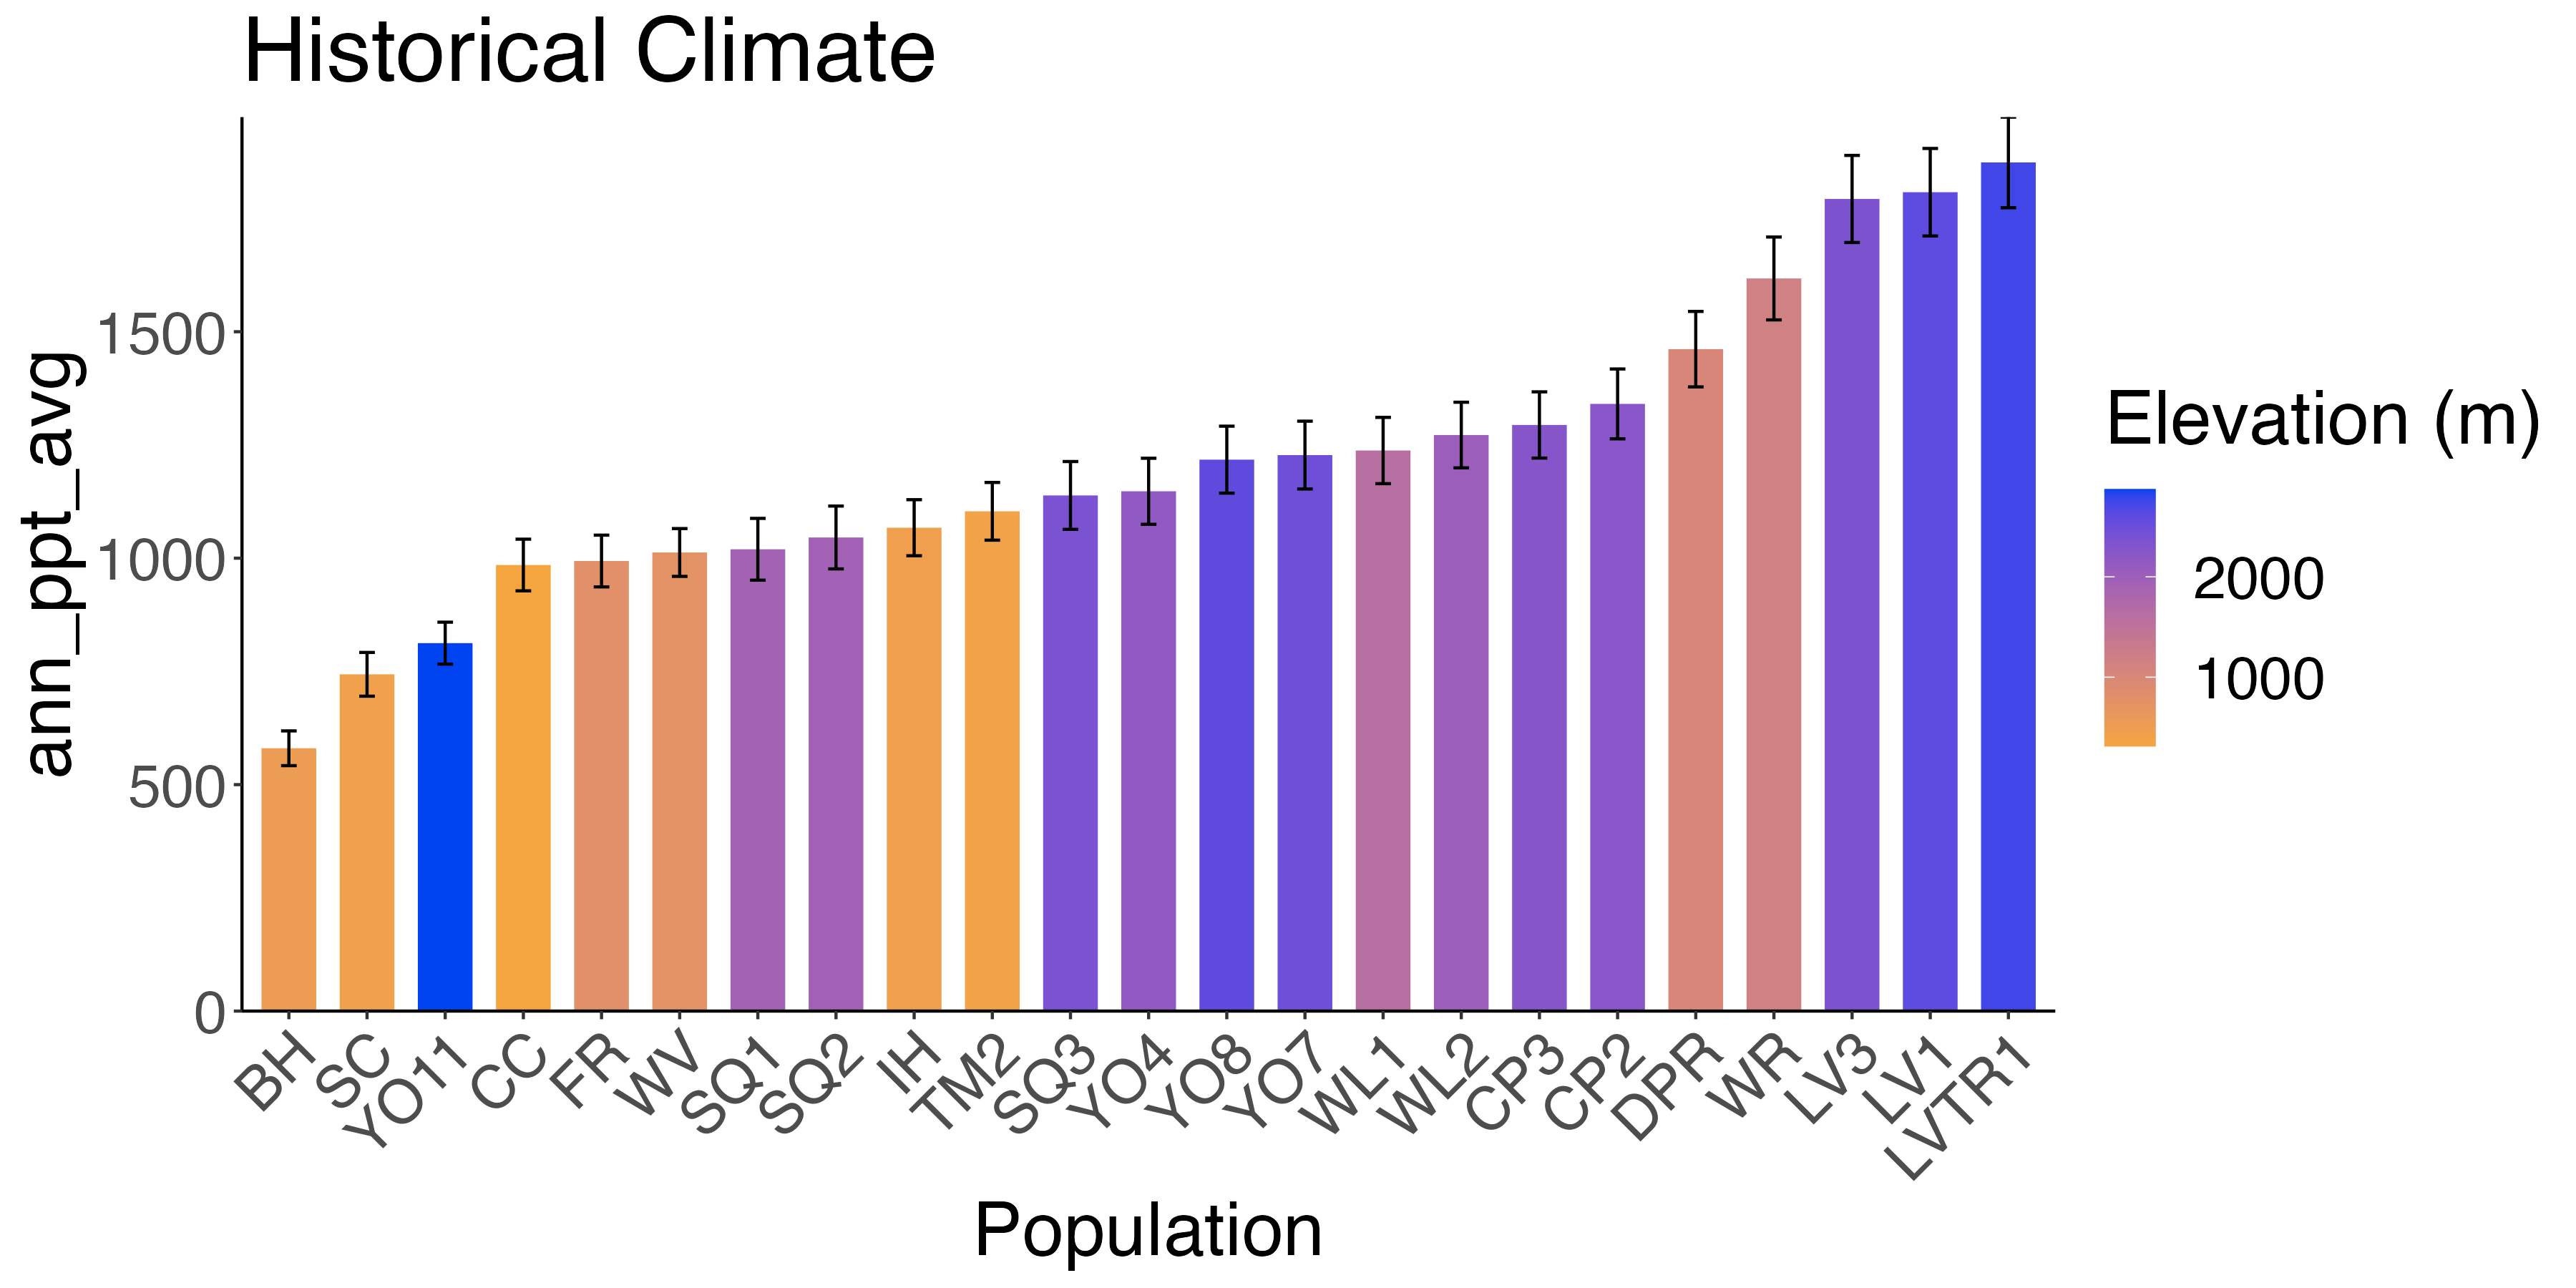 Historical Climate
ann_ppt_avg
1500
1000
500
0
BH
SC
YO11
CC
FR
WV
SQ1
SQ2
IH
TM2
SQ3
YO4
YO8
YO7
WL1
WL2
CP3
CP2
DPR
WR
LV3
LV1
LVTR1
Population
Elevation (m)
2000
1000